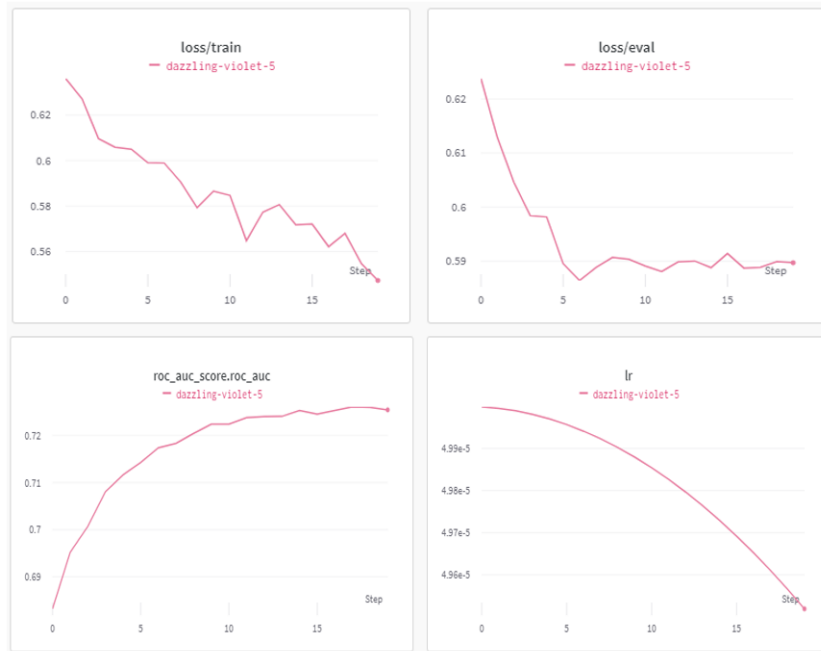 loss/train
dazzling-violet-5
0.62
0.6
0.58
0.56
Step
0 5 10 15
loss/eval
dazzling-violet-5
0.62
0.61
0.6
0.59
Step
0 5 10 15
roc_auc_score.roc_auc
dazzling-violet-5
0.72
0.71
0.7
0.69
Step
0 5 10 15
lr
dazzling-violet-5
4.99e-5
4.98e-5
4.97e-5
4.96e-5
Step
0 5 10 15